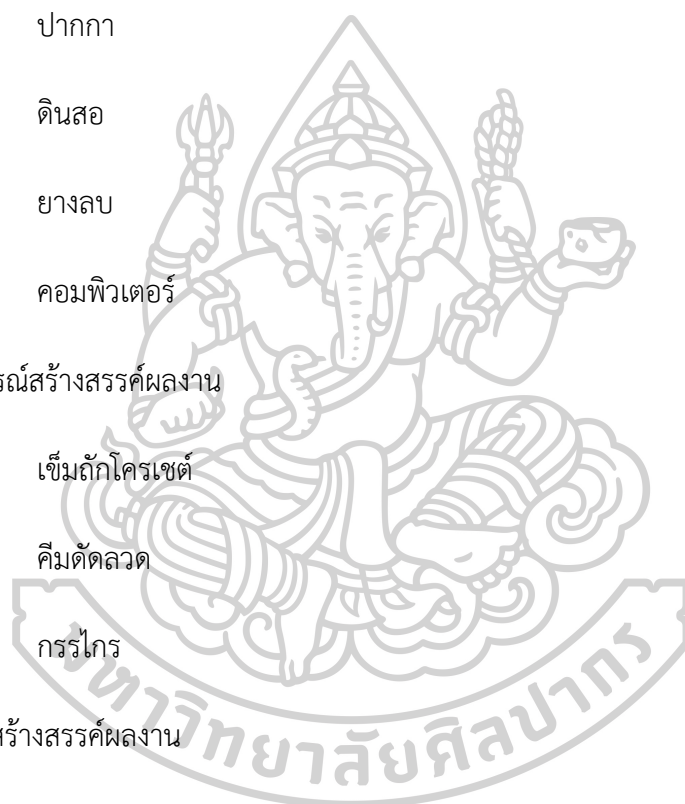 ปากกา
ดินสอ
ยางลบ
คอมพิวเตอร์
รณ์สร้างสรรค์ผลงาน
เข็มถักโครเชต์
คีมดัดลวด
กรรไกร
สร้างสรรค์ผลงาน
มหาวิทยาลัยศิลปากร